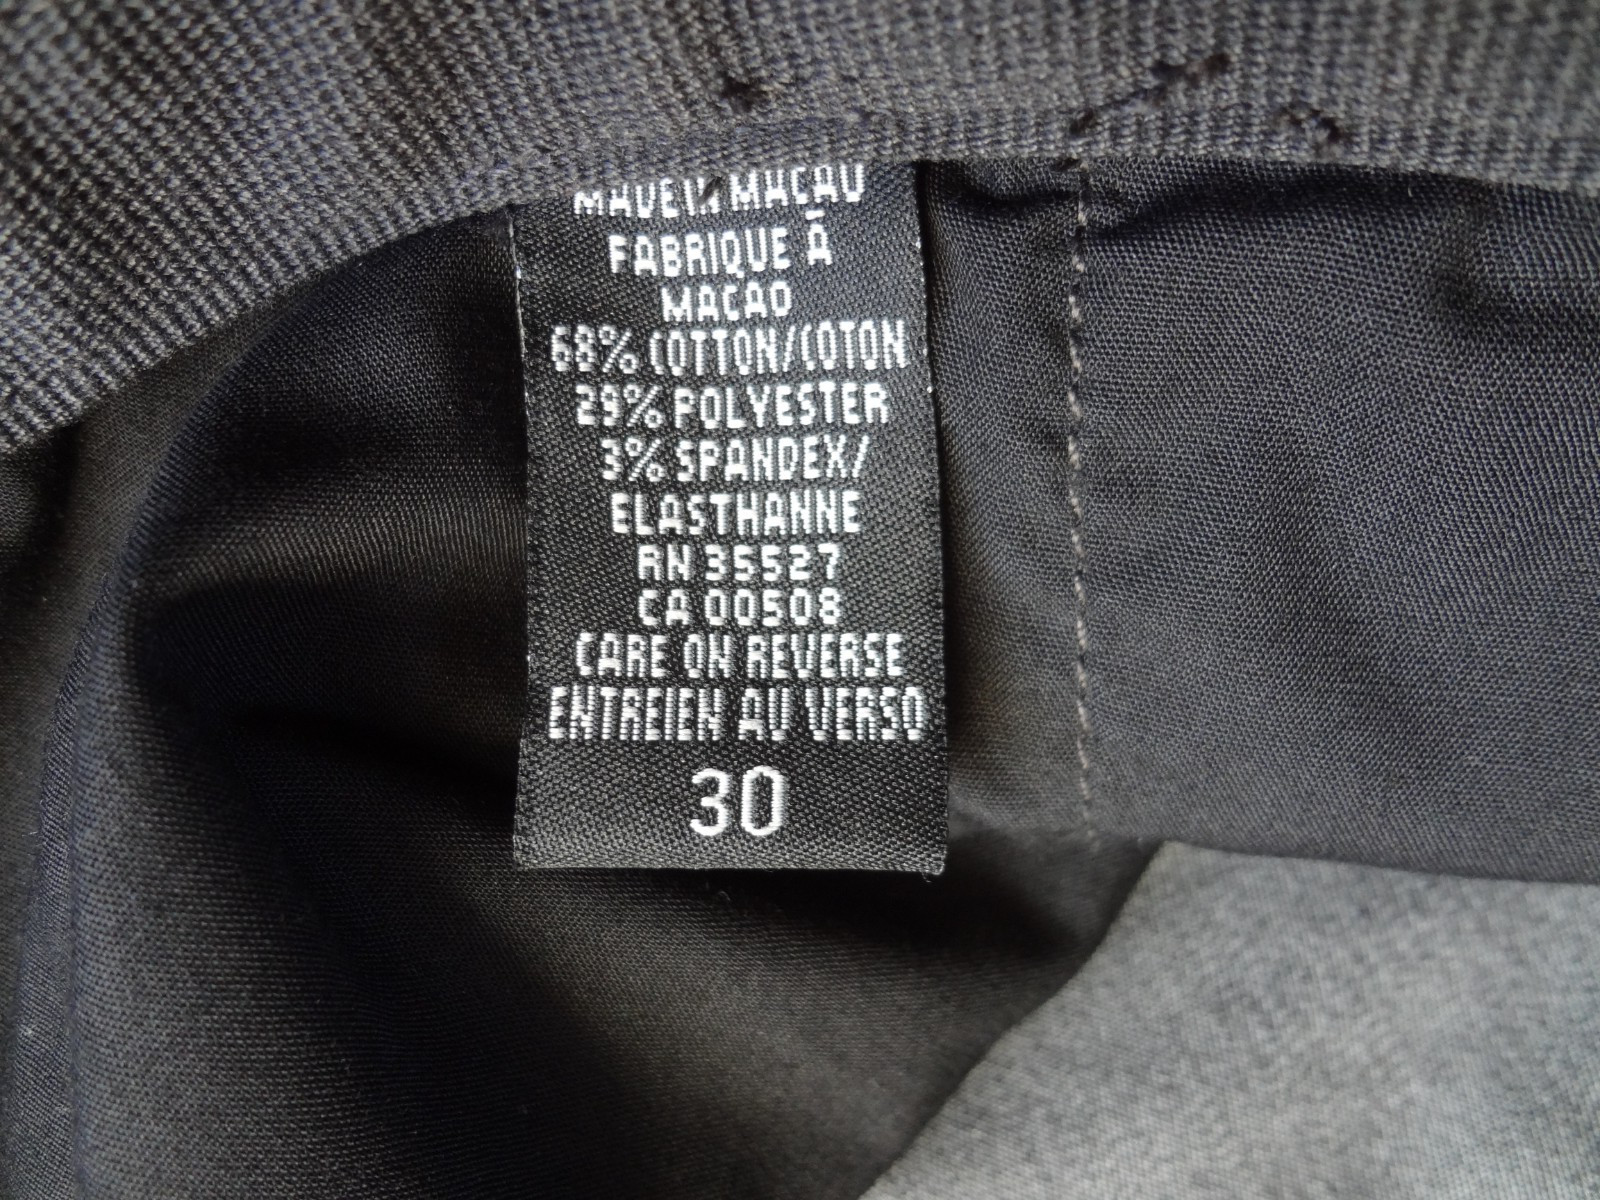 MADE IN MACAU
FABRIQUE À
MACAO
68% COTTON/COTON
29% POLYESTER
3% SPANDEX/
ELASTHANNE
RN 35527
CA 00508
CARE ON REVERSE
ENTREIEN AU VERSO
30